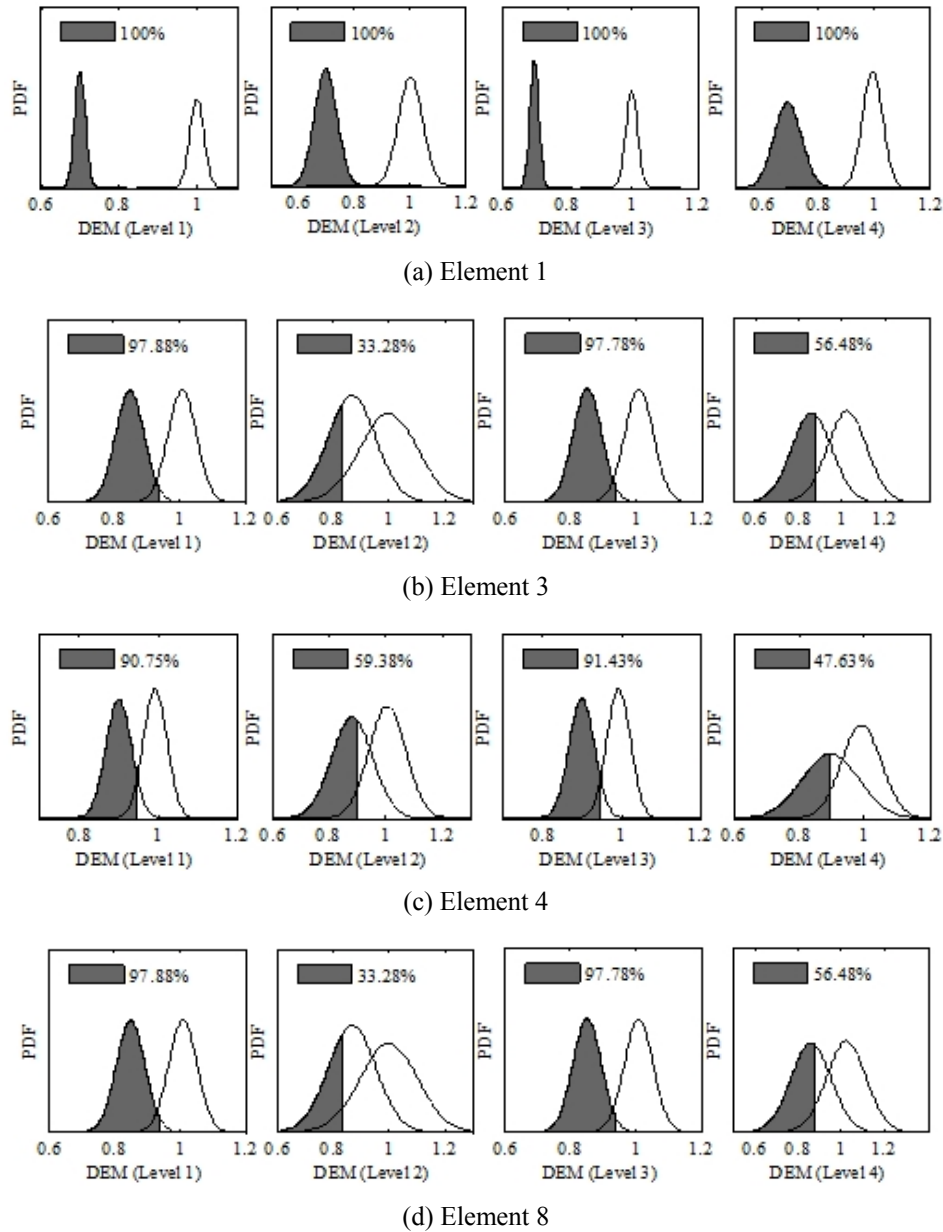 100% 100% 100% 100%
PDF PDF PDF PDF
0.6 0.8 1 0.6 0.8 1 1.2 0.6 0.8 1 1.2 0.6 0.8 1 1.2
DEM (Level 1) DEM (Level 2) DEM (Level 3) DEM (Level 4)
(a) Element 1
97.88% 33.28% 97.78% 56.48%
PDF PDF PDF PDF
0.6 0.8 1 1.2 0.6 0.8 1 1.2 0.6 0.8 1 1.2 0.6 0.8 1 1.2
DEM (Level 1) DEM (Level 2) DEM (Level 3) DEM (Level 4)
(b) Element 3
90.75% 59.38% 91.43% 47.63%
PDF PDF PDF PDF
0.8 1 1.2 0.8 1 1.2 0.8 1 1.2 0.6 0.8 1 1.2
DEM (Level 1) DEM (Level 2) DEM (Level 3) DEM (Level 4)
(c) Element 4
97.88% 33.28% 97.78% 56.48%
PDF PDF PDF PDF
0.6 0.8 1 1.2 0.6 0.8 1 1.2 0.6 0.8 1 1.2 0.6 0.8 1 1.2
DEM (Level 1) DEM (Level 2) DEM (Level 3) DEM (Level 4)
(d) Element 8